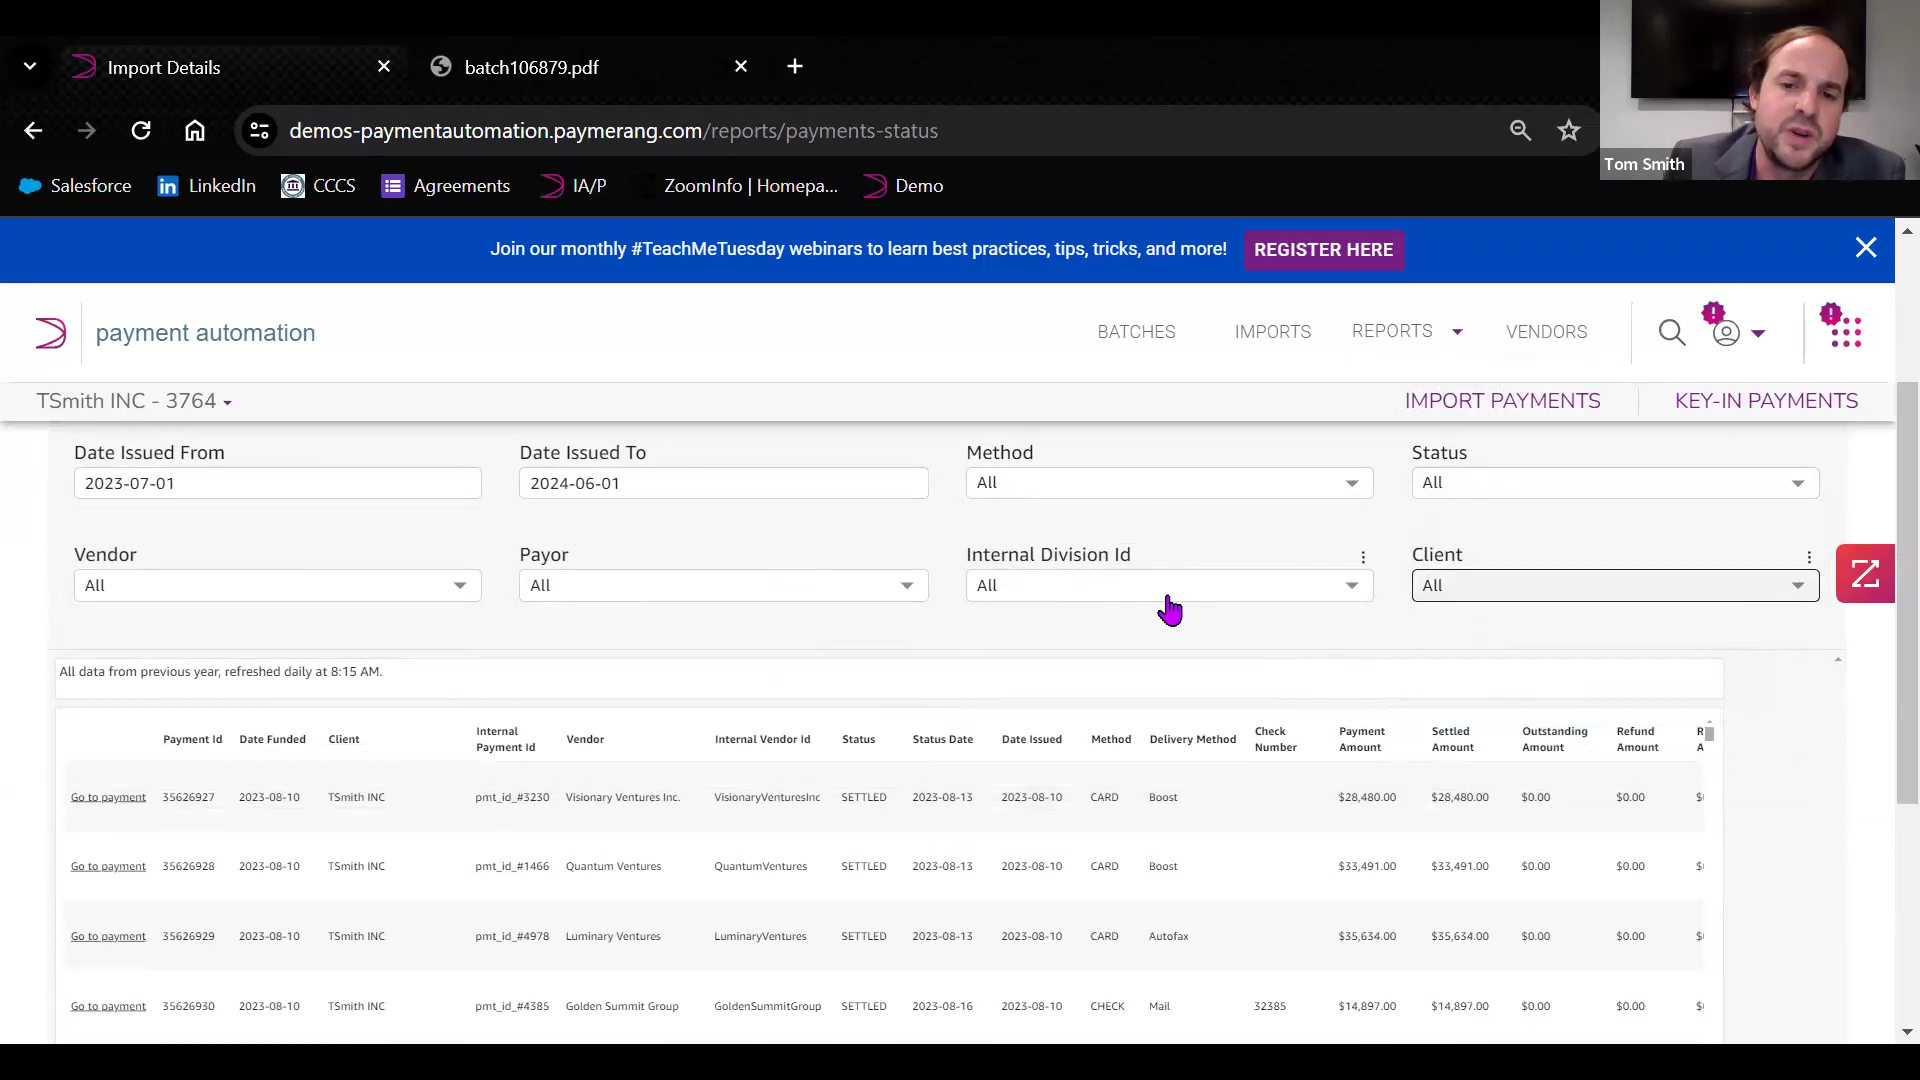 Import Details
batch106879.pdf
demos-paymentautomation.paymerang.com/reports/payments-status
Tom Smith
Salesforce
LinkedIn
CCCS
Agreements
IA/P
ZoomInfo | Homepa...
Demo
Join our monthly #TeachMeTuesday webinars to learn best practices, tips, tricks, and more!
REGISTER HERE
payment automation
BATCHES
IMPORTS
REPORTS
VENDORS
TSmith INC - 3764
IMPORT PAYMENTS
KEY-IN PAYMENTS
Date Issued From
Date Issued To
Method
Status
2023-07-01
2024-06-01
All
All
Vendor
Payor
Internal Division Id
Client
All
All
All
All
All data from previous year, refreshed daily at 8:15 AM.
Payment Id Date Funded Client Internal Payment Id Vendor Internal Vendor Id Status Status Date Date Issued Method Delivery Method Check Number Payment Amount Settled Amount Outstanding Amount Refund Amount R A
Go to payment 35626927 2023-08-10 TSmith INC pmt_id_#3230 Visionary Ventures Inc. VisionaryVenturesInc SETTLED 2023-08-13 2023-08-10 CARD Boost $28,480.00 $28,480.00 $0.00 $0.00 $
Go to payment 35626928 2023-08-10 TSmith INC pmt_id_#1466 Quantum Ventures QuantumVentures SETTLED 2023-08-13 2023-08-10 CARD Boost $33,491.00 $33,491.00 $0.00 $0.00 $
Go to payment 35626929 2023-08-10 TSmith INC pmt_id_#4978 Luminary Ventures LuminaryVentures SETTLED 2023-08-13 2023-08-10 CARD Autofax $35,634.00 $35,634.00 $0.00 $0.00 $
Go to payment 35626930 2023-08-10 TSmith INC pmt_id_#4385 Golden Summit Group GoldenSummitGroup SETTLED 2023-08-16 2023-08-10 CHECK Mail 32385 $14,897.00 $14,897.00 $0.00 $0.00 $